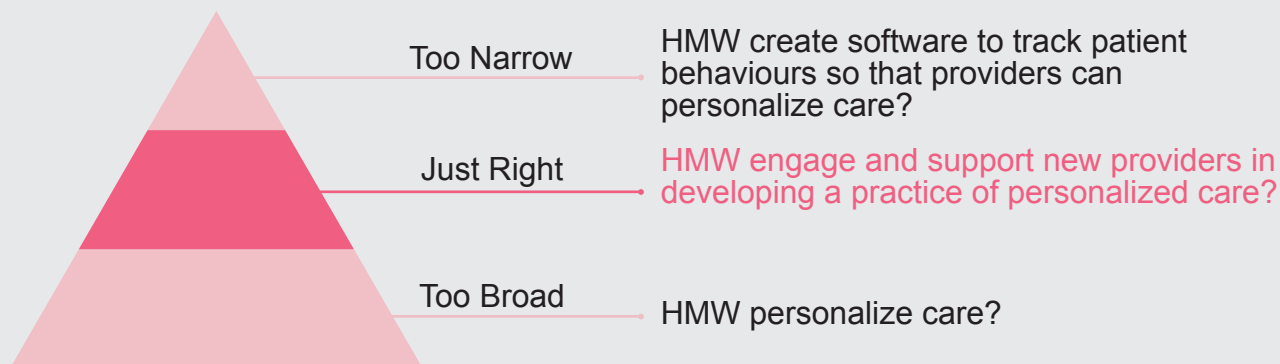 Too Narrow
HMW create software to track patient
behaviours so that providers can
personalize care?
Just Right
HMW engage and support new providers in
developing a practice of personalized care?
Too Broad
HMW personalize care?